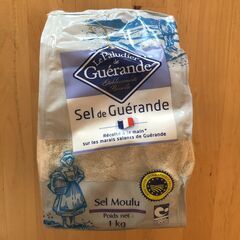 Le Paludier
de
Guérande
Sel de Guérande
Récolté à la main*
sur les marais salants de Guérande
Sel Moulu
Poids net
1 kg